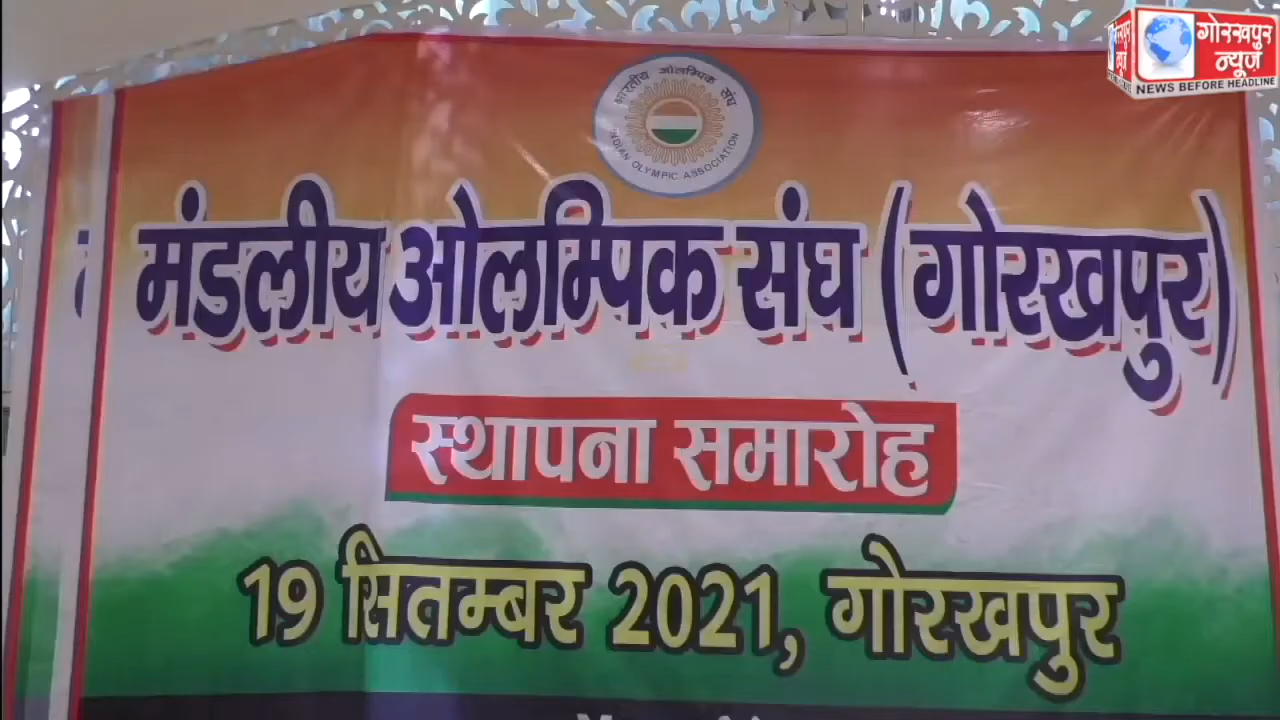 गोरखपुर
न्यूज़
NEWS BEFORE HEADLINE
भारतीय ओलम्पिक संघ
INDIAN OLYMPIC ASSOCIATION
मंडलीय ओलम्पिक संघ (गोरखपुर)
स्थापना समारोह
19 सितम्बर 2021, गोरखपुर